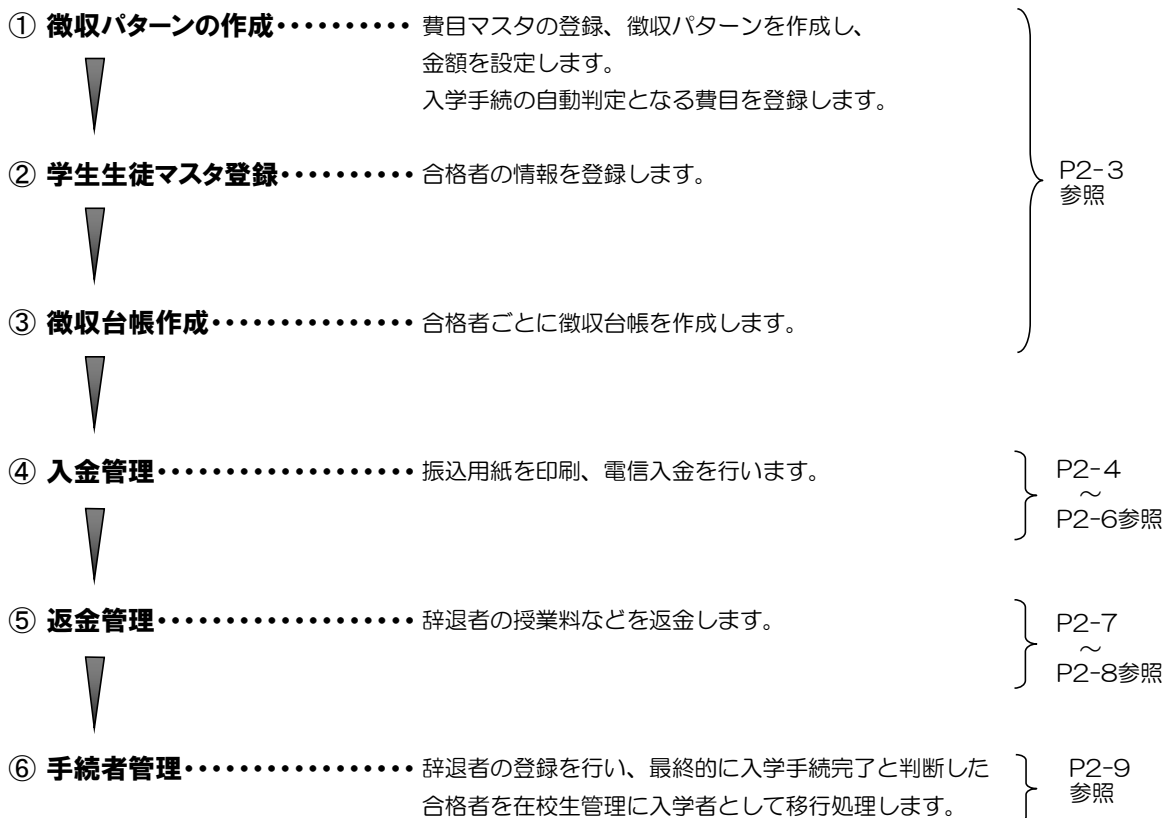 ① 徴収パターンの作成・・・・・・・・・・ 費目マスタの登録、徴収パターンを作成し、
金額を設定します。
入学手続の自動判定となる費目を登録します。
② 学生生徒マスタ登録・・・・・・・・・・ 合格者の情報を登録します。
P2-3
参照
③ 徴収台帳作成・・・・・・・・・・・・・・・ 合格者ごとに徴収台帳を作成します。
④ 入金管理・・・・・・・・・・・・・・・・・・・ 振込用紙を印刷、電信入金を行います。
P2-4
～
P2-6参照
⑤ 返金管理・・・・・・・・・・・・・・・・・・・ 辞退者の授業料などを返金します。
P2-7
～
P2-8参照
⑥ 手続者管理・・・・・・・・・・・・・・・・・ 辞退者の登録を行い、最終的に入学手続完了と判断した
合格者を在校生管理に入学者として移行処理します。
P2-9
参照